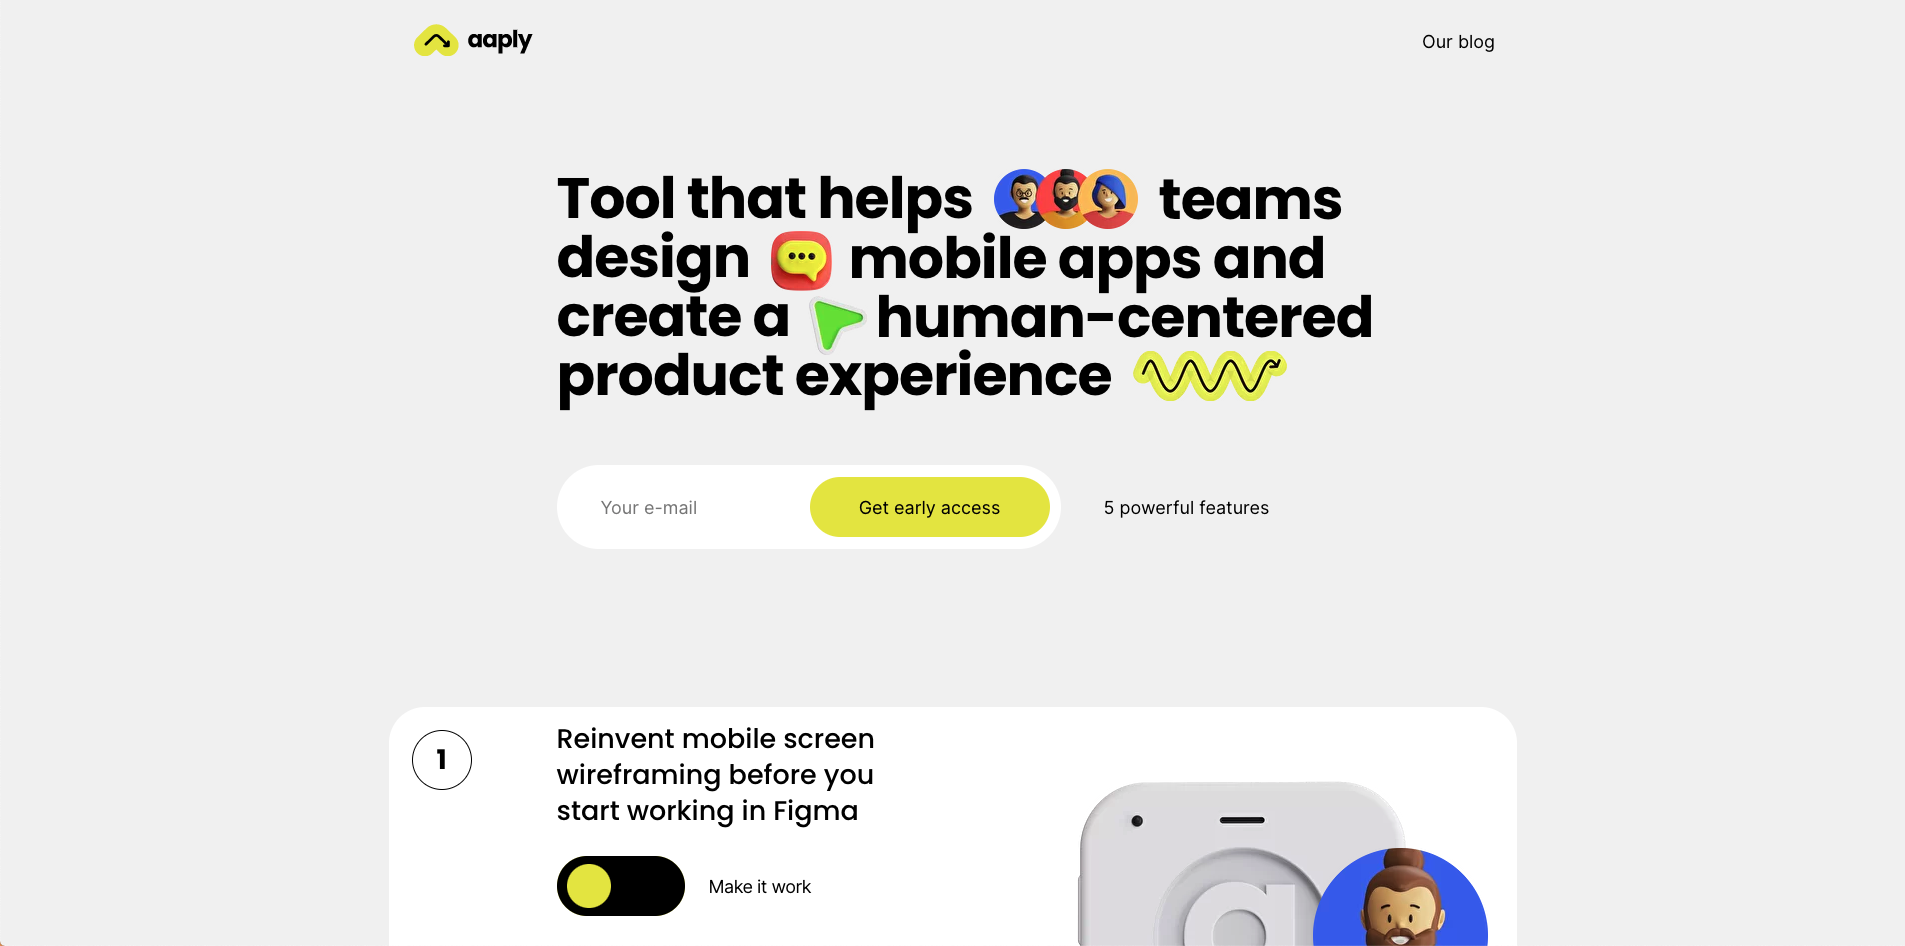 aaply
Our blog
Tool that helps teams
design mobile apps and
create a human-centered
product experience
Your e-mail
Get early access
5 powerful features
1
Reinvent mobile screen
wireframing before you
start working in Figma
Make it work
a